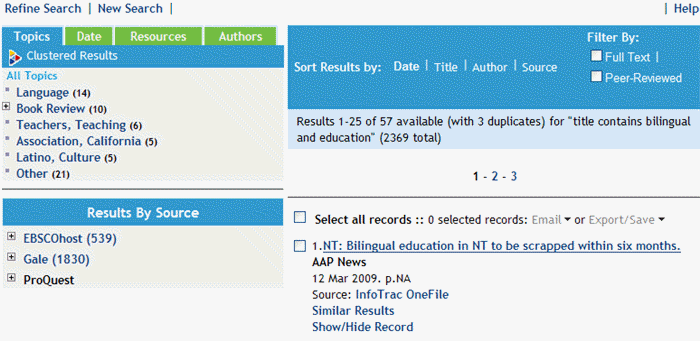 Refine Search | New Search |
| Help
Topics Date Resources Authors
Clustered Results
All Topics
Language (14)
Book Review (10)
Teachers, Teaching (6)
Association, California (5)
Latino, Culture (5)
Other (21)
Results By Source
EBSCOhost (539)
Gale (1830)
ProQuest
Sort Results by: Date | Title | Author | Source
Filter By:
Full Text |
Peer-Reviewed
Results 1-25 of 57 available (with 3 duplicates) for "title contains bilingual
and education" (2369 total)
1 - 2 - 3
Select all records :: 0 selected records: Email or Export/Save
1.NT: Bilingual education in NT to be scrapped within six months.
AAP News
12 Mar 2009. p.NA
Source: InfoTrac OneFile
Similar Results
Show/Hide Record